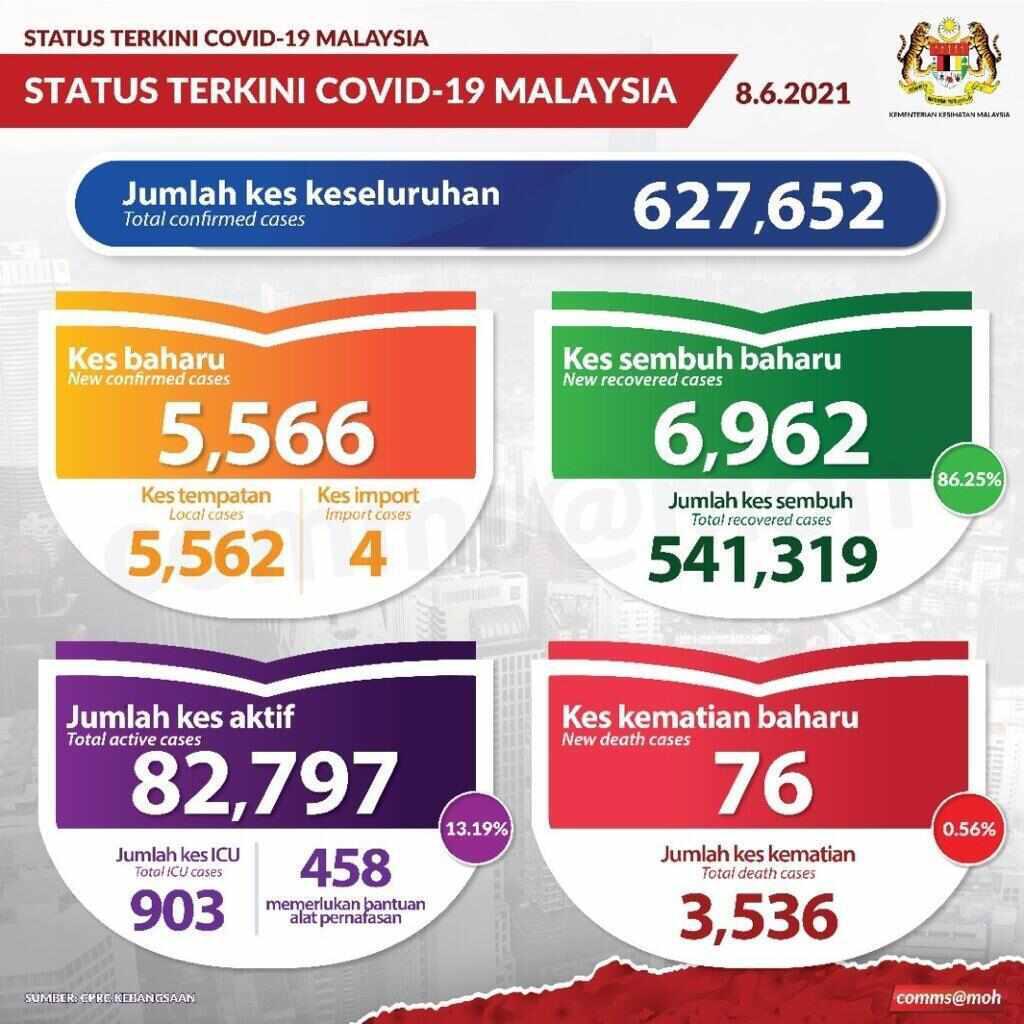 STATUS TERKINI COVID-19 MALAYSIA
STATUS TERKINI COVID-19 MALAYSIA
8.6.2021
KEMENTERIAN KESIHATAN MALAYSIA
Jumlah kes keseluruhan
Total confirmed cases
627,652
Kes baharu
New confirmed cases
5,566
Kes tempatan
Local cases
5,562
Kes import
Import cases
4
Kes sembuh baharu
New recovered cases
6,962
86.25%
Jumlah kes sembuh
Total recovered cases
541,319
Jumlah kes aktif
Total active cases
82,797
13.19%
Jumlah kes ICU
Total ICU cases
903
458
memerlukan bantuan
alat pernafasan
Kes kematian baharu
New death cases
76
0.56%
Jumlah kes kematian
Total death cases
3,536
SUMBER: CPRC KEBANGSAAN
comms@moh